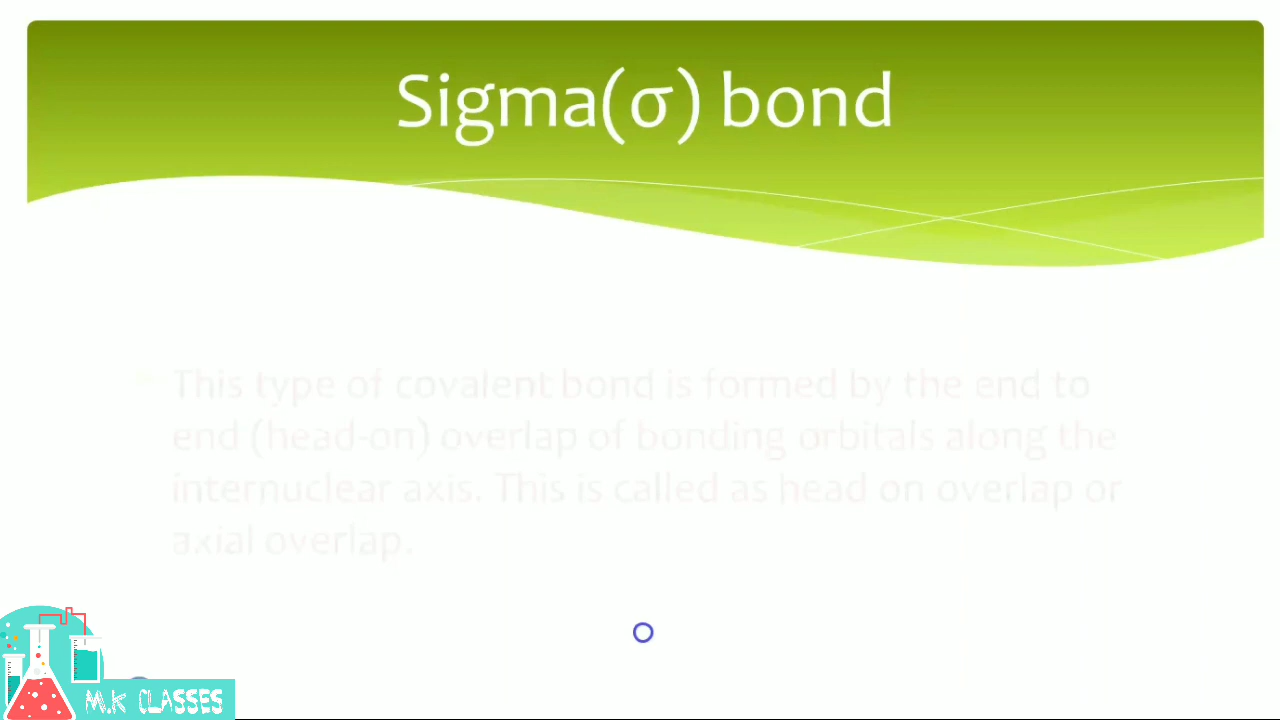 Sigma(σ) bond
This type of covalent bond is formed by the end to
end (head-on) overlap of bonding orbitals along the
internuclear axis. This is called as head on overlap or
axial overlap.
M.K CLASSES